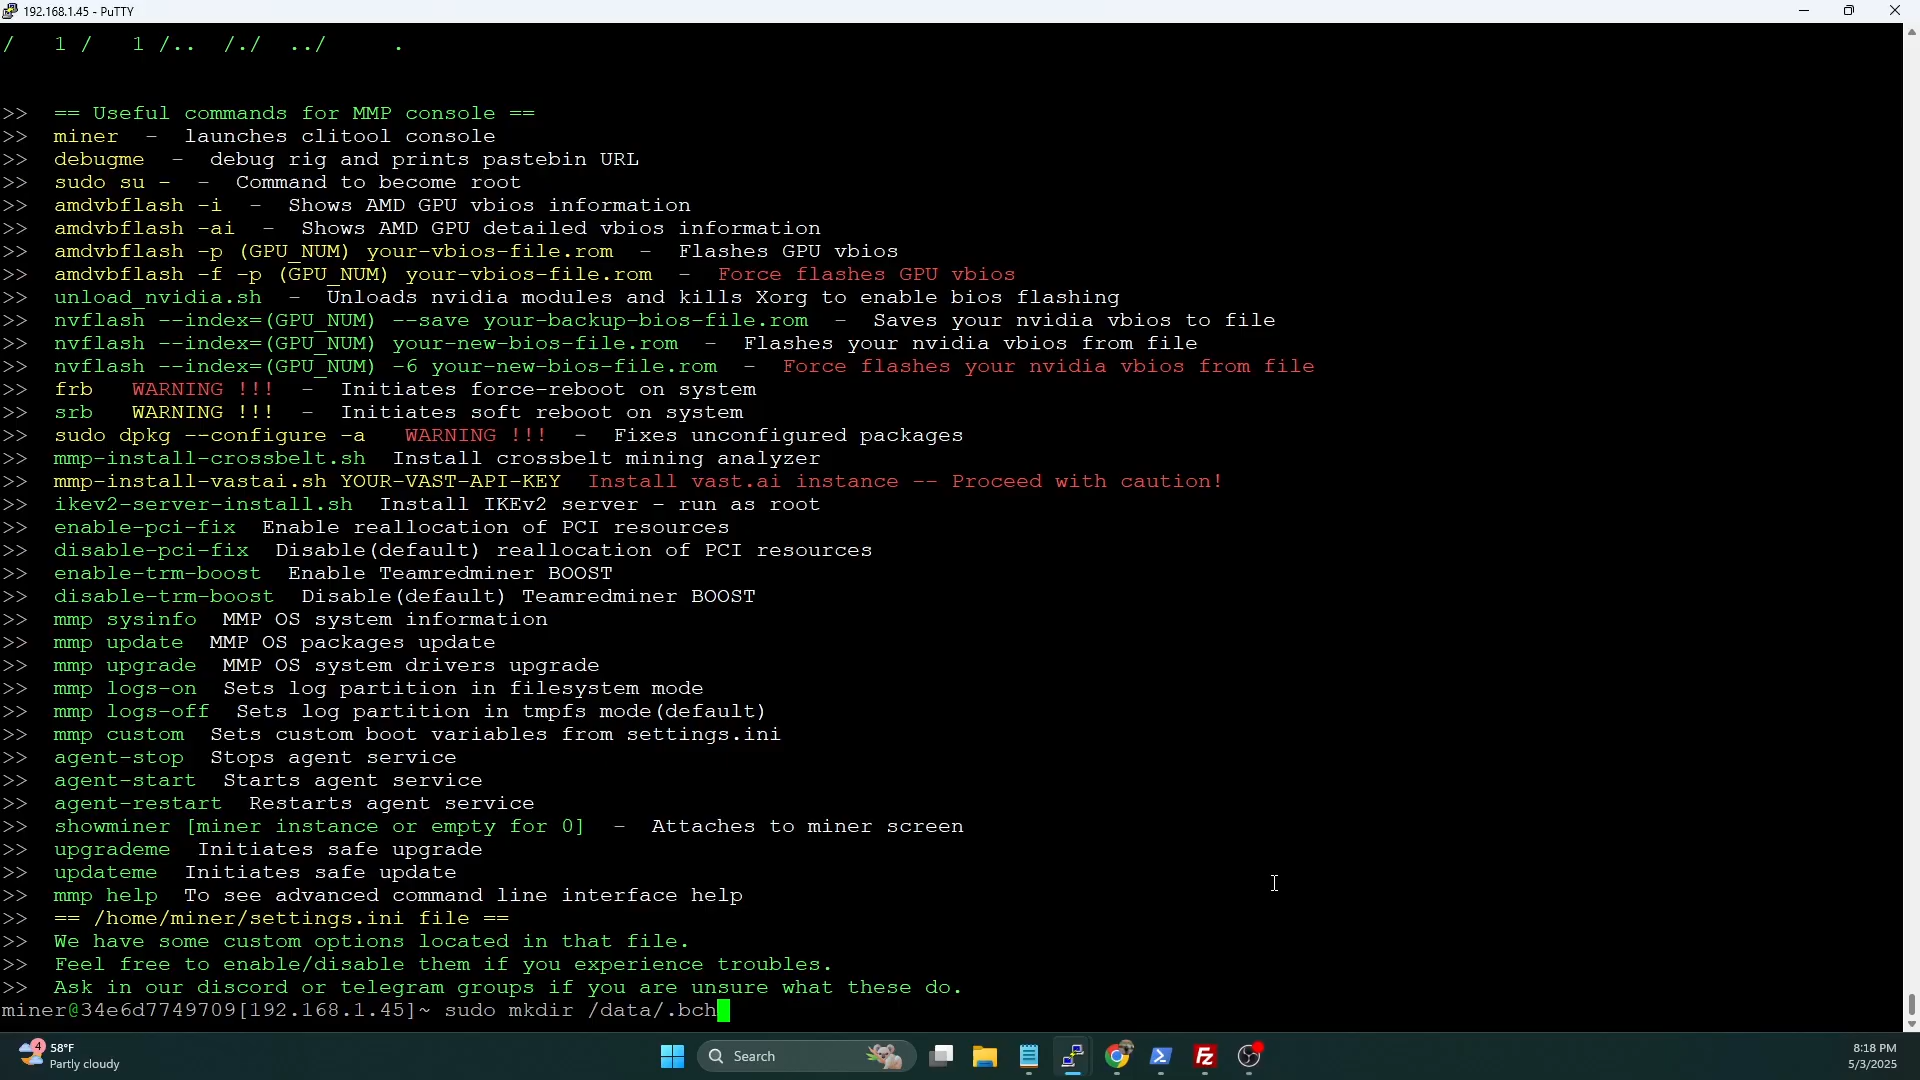 192.168.1.45 - PuTTY
/   1 /   1 /..  /./  ../     .
>>  == Useful commands for MMP console ==
>>  miner  -  launches clitool console
>>  debugme  -  debug rig and prints pastebin URL
>>  sudo su -  -  Command to become root
>>  amdvbflash -i  -  Shows AMD GPU vbios information
>>  amdvbflash -ai  -  Shows AMD GPU detailed vbios information
>>  amdvbflash -p (GPU_NUM) your-vbios-file.rom  -  Flashes GPU vbios
>>  amdvbflash -f -p (GPU_NUM) your-vbios-file.rom  -  Force flashes GPU vbios
>>  unload_nvidia.sh  -  Unloads nvidia modules and kills Xorg to enable bios flashing
>>  nvflash --index=(GPU_NUM) --save your-backup-bios-file.rom  -  Saves your nvidia vbios to file
>>  nvflash --index=(GPU_NUM) your-new-bios-file.rom  -  Flashes your nvidia vbios from file
>>  nvflash --index=(GPU_NUM) -6 your-new-bios-file.rom  -  Force flashes your nvidia vbios from file
>>  frb   WARNING !!!  -  Initiates force-reboot on system
>>  srb   WARNING !!!  -  Initiates soft reboot on system
>>  sudo dpkg --configure -a   WARNING !!!  -  Fixes unconfigured packages
>>  mmp-install-crossbelt.sh  Install crossbelt mining analyzer
>>  mmp-install-vastai.sh YOUR-VAST-API-KEY  Install vast.ai instance -- Proceed with caution!
>>  ikev2-server-install.sh  Install IKEv2 server - run as root
>>  enable-pci-fix  Enable reallocation of PCI resources
>>  disable-pci-fix  Disable(default) reallocation of PCI resources
>>  enable-trm-boost  Enable Teamredminer BOOST
>>  disable-trm-boost  Disable(default) Teamredminer BOOST
>>  mmp sysinfo  MMP OS system information
>>  mmp update  MMP OS packages update
>>  mmp upgrade  MMP OS system drivers upgrade
>>  mmp logs-on  Sets log partition in filesystem mode
>>  mmp logs-off  Sets log partition in tmpfs mode(default)
>>  mmp custom  Sets custom boot variables from settings.ini
>>  agent-stop  Stops agent service
>>  agent-start  Starts agent service
>>  agent-restart  Restarts agent service
>>  showminer [miner instance or empty for 0]  -  Attaches to miner screen
>>  upgrademe  Initiates safe upgrade
>>  updateme  Initiates safe update
>>  mmp help  To see advanced command line interface help
>>  == /home/miner/settings.ini file ==
>>  We have some custom options located in that file.
>>  Feel free to enable/disable them if you experience troubles.
>>  Ask in our discord or telegram groups if you are unsure what these do.
miner@34e6d7749709[192.168.1.45]~ sudo mkdir /data/.bch
4
58°F
Partly cloudy
Search
Fz
8:18 PM
5/3/2025